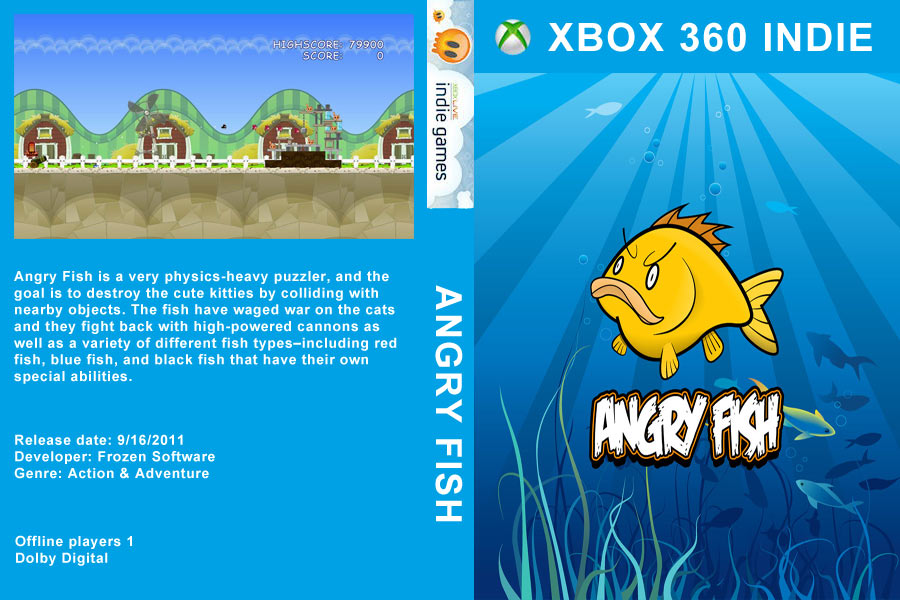 HIGHSCORE: 79900
SCORE: 0
Angry Fish is a very physics-heavy puzzler, and the
goal is to destroy the cute kitties by colliding with
nearby objects. The fish have waged war on the cats
and they fight back with high-powered cannons as
well as a variety of different fish types–including red
fish, blue fish, and black fish that have their own
special abilities.
Release date: 9/16/2011
Developer: Frozen Software
Genre: Action & Adventure
Offline players 1
Dolby Digital
XBOX LIVE
indie games
ANGRY FISH
XBOX 360 INDIE
ANGRY FISH